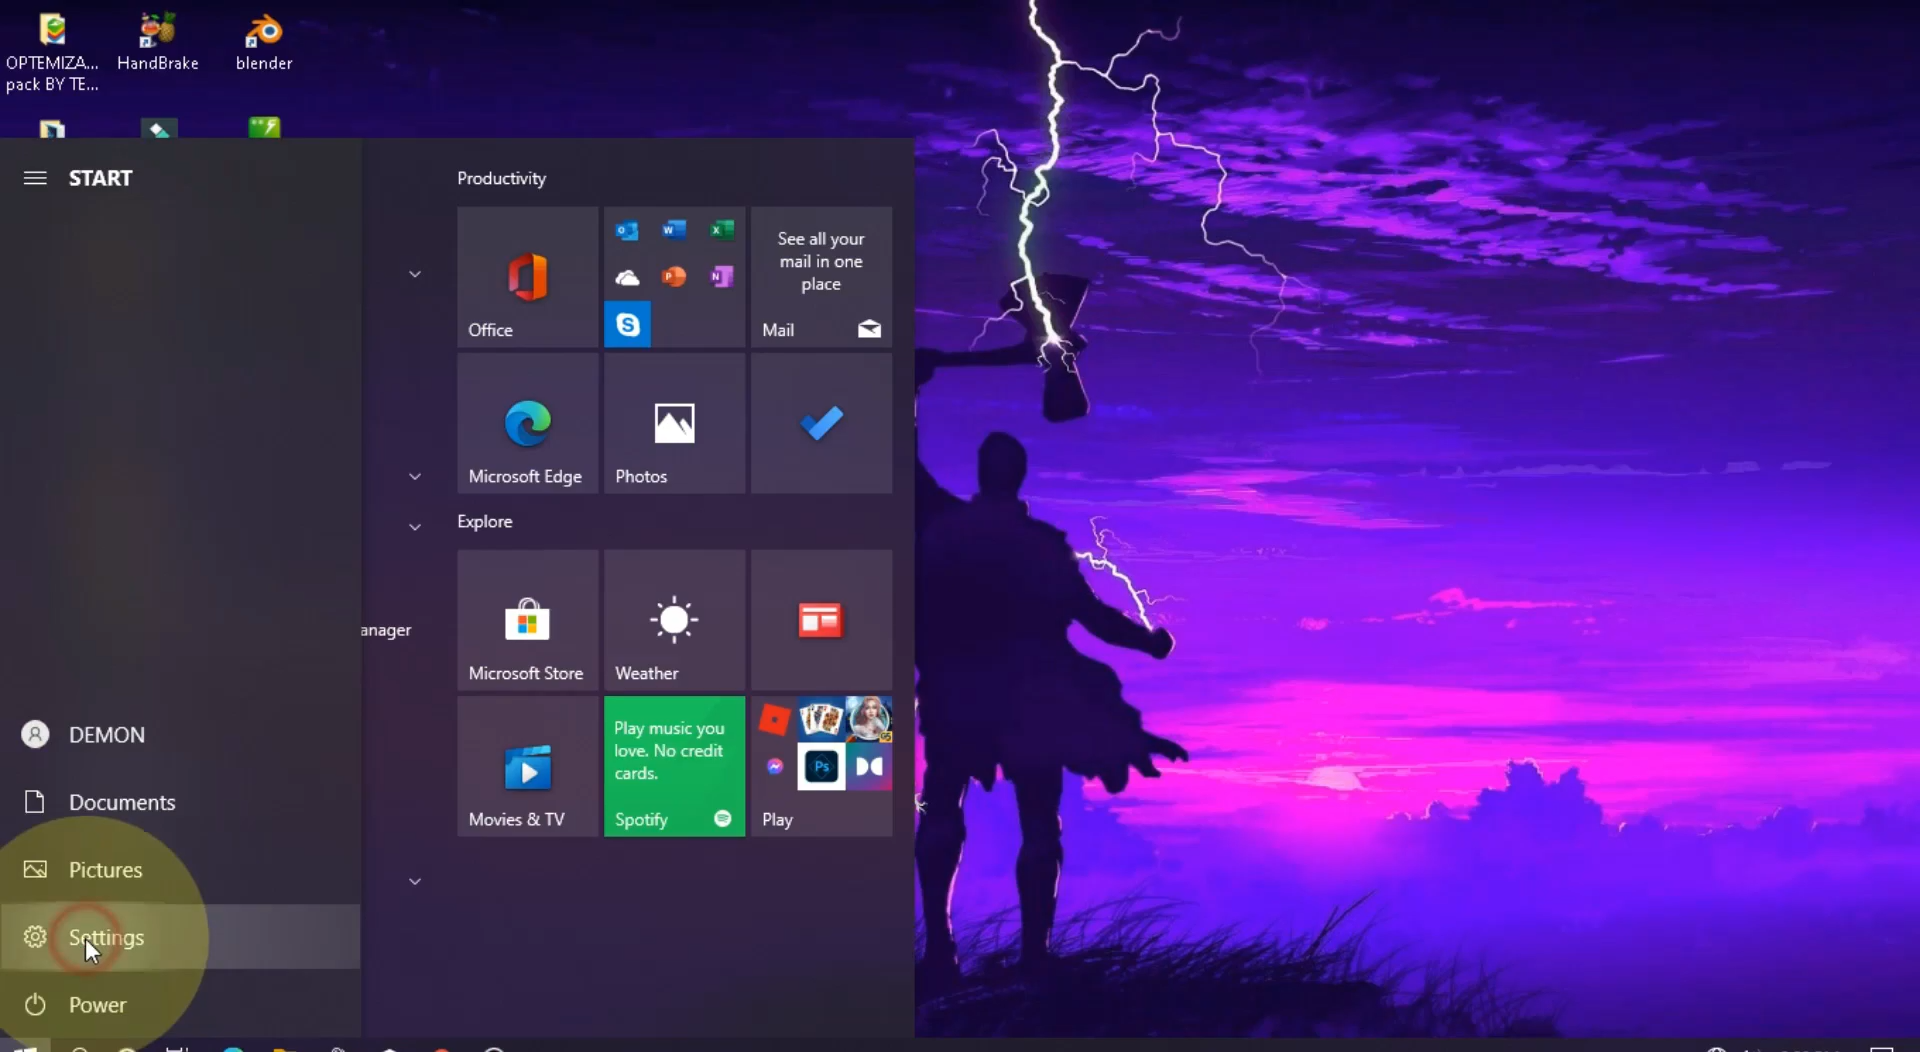 OPTEMIZA...
pack BY TE...
HandBrake
blender
START
DEMON
Documents
Pictures
Settings
Power
anager
Productivity
Office
See all your
mail in one
place
Mail
Microsoft Edge
Photos
Explore
Microsoft Store
Weather
Movies & TV
Play music you
love. No credit
cards.
Spotify
Ps
Play